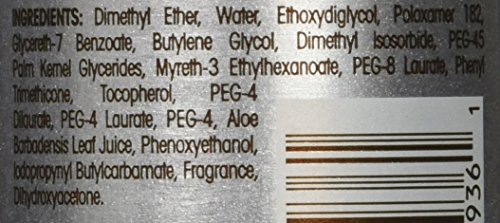 INGREDIENTS: Dimethyl Ether, Water, Ethoxydiglycol, Poloxamer 182,
Glycereth-7 Benzoate, Butylene Glycol, Dimethyl Isosorbide, PEG-45
Palm Kernel Glycerides, Myreth-3 Ethylhexanoate, PEG-8 Laurate, Phenyl
Trimethicone, Tocopherol, PEG-4
Dilaurate, PEG-4 Laurate, PEG-4, Aloe
Barbadensis Leaf Juice, Phenoxyethanol,
Iodopropynyl Butylcarbamate, Fragrance,
Dihydroxyacetone.
1
936